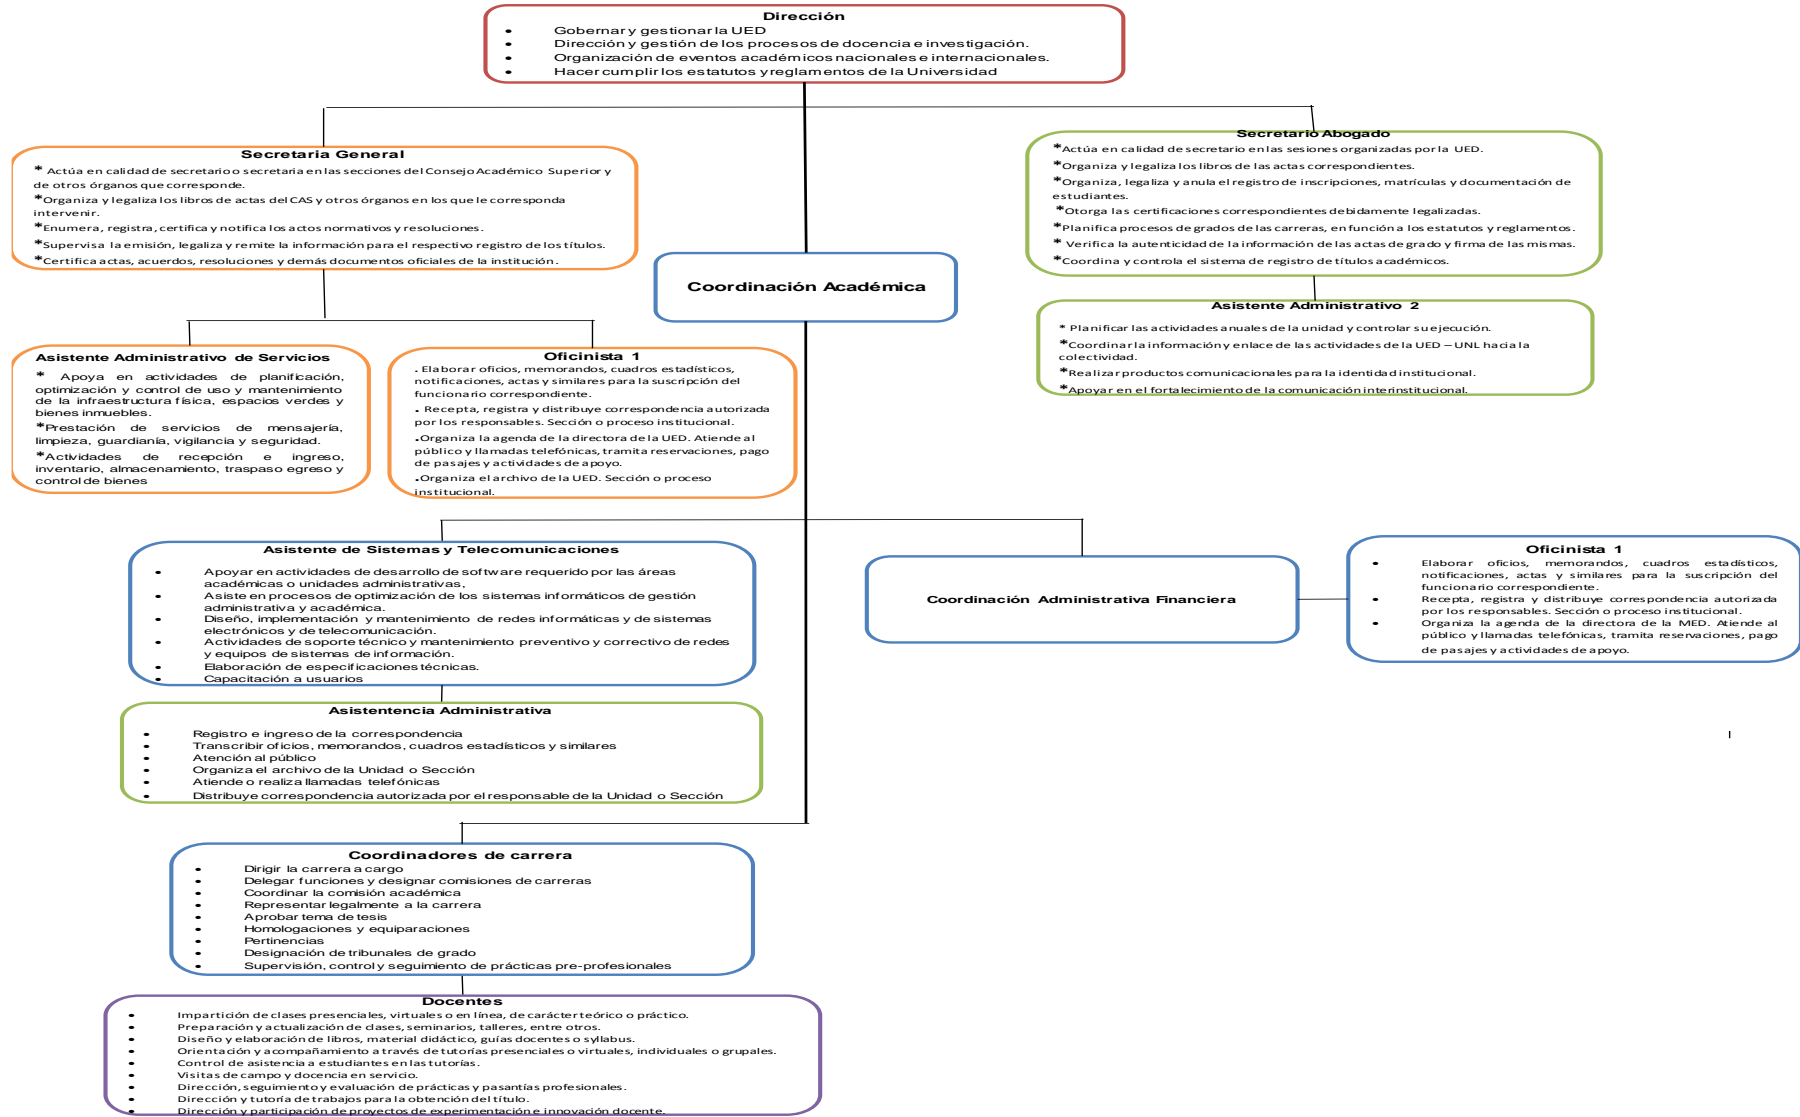 Dirección
• Gobernar y gestionar la UED
• Dirección y gestión de los procesos de docencia e investigación.
• Organización de eventos académicos nacionales e internacionales.
• Hacer cumplir los estatutos y reglamentos de la Universidad
Secretaria General
* Actúa en calidad de secretario o secretaria en las secciones del Consejo Académico Superior y
de otros órganos que corresponde.
*Organiza y legaliza los libros de actas del CAS y otros órganos en los que le corresponda
intervenir.
*Enumera, registra, certifica y notifica los actos normativos y resoluciones.
*Supervisa la emisión, legaliza y remite la información para el respectivo registro de los títulos.
*Certifica actas, acuerdos, resoluciones y demás documentos oficiales de la institución.
Secretario Abogado
*Actúa en calidad de secretario en las sesiones organizadas por la UED.
*Organiza y legaliza los libros de las actas correspondientes.
*Organiza, legaliza y anula el registro de inscripciones, matrículas y documentación de
estudiantes.
*Otorga las certificaciones correspondientes debidamente legalizadas.
*Planifica procesos de grados de las carreras, en función a los estatutos y reglamentos.
* Verifica la autenticidad de la información de las actas de grado y firma de las mismas.
*Coordina y controla el sistema de registro de títulos académicos.
Coordinación Académica
Asistente Administrativo 2
* Planificar las actividades anuales de la unidad y controlar su ejecución.
*Coordinar la información y enlace de las actividades de la UED – UNL hacia la
colectividad.
*Realizar productos comunicacionales para la identidad institucional.
*Apoyar en el fortalecimiento de la comunicación interinstitucional.
Asistente Administrativo de Servicios
* Apoya en actividades de planificación,
optimización y control de uso y mantenimiento
de la infraestructura física, espacios verdes y
bienes inmuebles.
*Prestación de servicios de mensajería,
limpieza, guardianía, vigilancia y seguridad.
*Actividades de recepción e ingreso,
inventario, almacenamiento, traspaso egreso y
control de bienes
Oficinista 1
. Elaborar oficios, memorandos, cuadros estadísticos,
notificaciones, actas y similares para la suscripción del
funcionario correspondiente.
. Recepta, registra y distribuye correspondencia autorizada
por los responsables. Sección o proceso institucional.
.Organiza la agenda de la directora de la UED. Atiende al
público y llamadas telefónicas, tramita reservaciones, pago
de pasajes y actividades de apoyo.
.Organiza el archivo de la UED. Sección o proceso
institucional.
Asistente de Sistemas y Telecomunicaciones
• Apoyar en actividades de desarrollo de software requerido por las áreas
académicas o unidades administrativas,
• Asiste en procesos de optimización de los sistemas informáticos de gestión
administrativa y académica.
• Diseño, implementación y mantenimiento de redes informáticas y de sistemas
electrónicos y de telecomunicación.
• Actividades de soporte técnico y mantenimiento preventivo y correctivo de redes
y equipos de sistemas de información.
• Elaboración de especificaciones técnicas.
• Capacitación a usuarios
Coordinación Administrativa Financiera
Oficinista 1
• Elaborar oficios, memorandos, cuadros estadísticos,
notificaciones, actas y similares para la suscripción del
funcionario correspondiente.
• Recepta, registra y distribuye correspondencia autorizada
por los responsables. Sección o proceso institucional.
• Organiza la agenda de la directora de la MED. Atiende al
público y llamadas telefónicas, tramita reservaciones, pago
de pasajes y actividades de apoyo.
Asistentencia Administrativa
• Registro e ingreso de la correspondencia
• Transcribir oficios, memorandos, cuadros estadísticos y similares
• Atención al público
• Organiza el archivo de la Unidad o Sección
• Atiende o realiza llamadas telefónicas
• Distribuye correspondencia autorizada por el responsable de la Unidad o Sección
Coordinadores de carrera
• Dirigir la carrera a cargo
• Delegar funciones y designar comisiones de carreras
• Coordinar la comisión académica
• Representar legalmente a la carrera
• Aprobar tema de tesis
• Homologaciones y equiparaciones
• Pertinencias
• Designación de tribunales de grado
• Supervisión, control y seguimiento de prácticas pre-profesionales
Docentes
• Impartición de clases presenciales, virtuales o en línea, de carácter teórico o práctico.
• Preparación y actualización de clases, seminarios, talleres, entre otros.
• Diseño y elaboración de libros, material didáctico, guías docentes o syllabus.
• Orientación y acompañamiento a través de tutorías presenciales o virtuales, individuales o grupales.
• Control de asistencia a estudiantes en las tutorías.
• Visitas de campo y docencia en servicio.
• Dirección, seguimiento y evaluación de prácticas y pasantías profesionales.
• Dirección y tutoría de trabajos para la obtención del título.
• Dirección y participación de proyectos de experimentación e innovación docente.